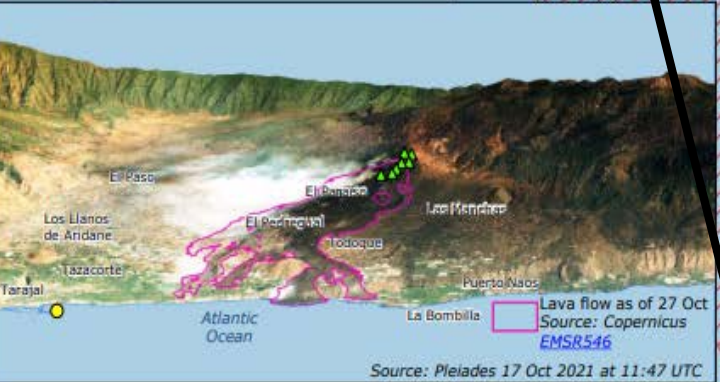 El Paso
El Paraiso
Los Llanos
de Aridane
El Pedregual
Las Manchas
Todoque
Tazacorte
Tarajal
Puerto Naos
Atlantic
Ocean
La Bombilla
Lava flow as of 27 Oct
Source: Copernicus
EMSR546
Source: Pleiades 17 Oct 2021 at 11:47 UTC